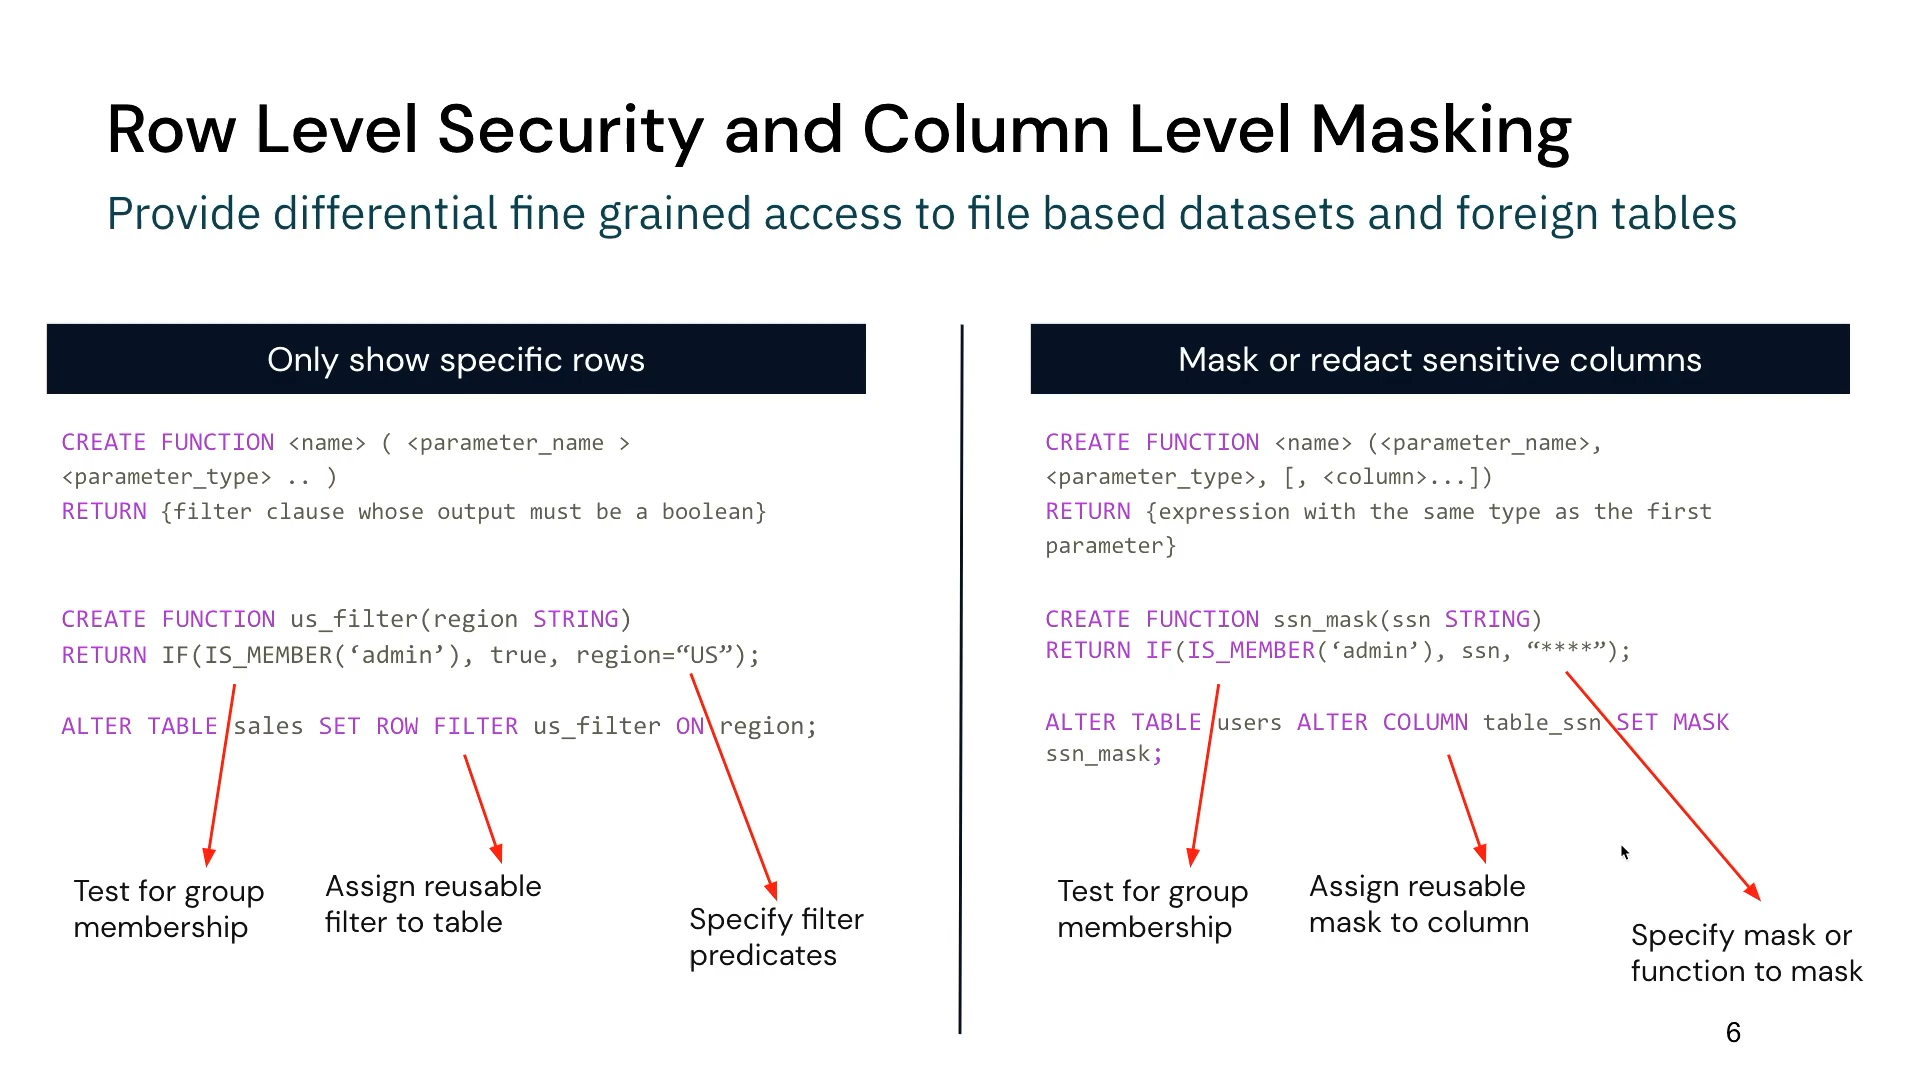 Row Level Security and Column Level Masking
Provide differential fine grained access to file based datasets and foreign tables
Only show specific rows
CREATE FUNCTION <name> ( <parameter_name >
<parameter_type> .. )
RETURN {filter clause whose output must be a boolean}
CREATE FUNCTION us_filter(region STRING)
RETURN IF(IS_MEMBER(‘admin’), true, region=“US”);
ALTER TABLE sales SET ROW FILTER us_filter ON region;
Test for group
membership
Assign reusable
filter to table
Specify filter
predicates
Mask or redact sensitive columns
CREATE FUNCTION <name> (<parameter_name>,
<parameter_type>, [, <column>...])
RETURN {expression with the same type as the first
parameter}
CREATE FUNCTION ssn_mask(ssn STRING)
RETURN IF(IS_MEMBER(‘admin’), ssn, “****”);
ALTER TABLE users ALTER COLUMN table_ssn SET MASK
ssn_mask;
Test for group
membership
Assign reusable
mask to column
Specify mask or
function to mask
6